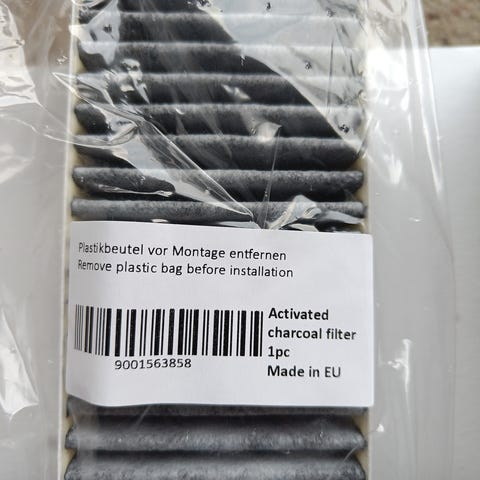 Plastikbeutel vor Montage entfernen
Remove plastic bag before installation
Activated
charcoal filter
1pc
Made in EU
9001563858